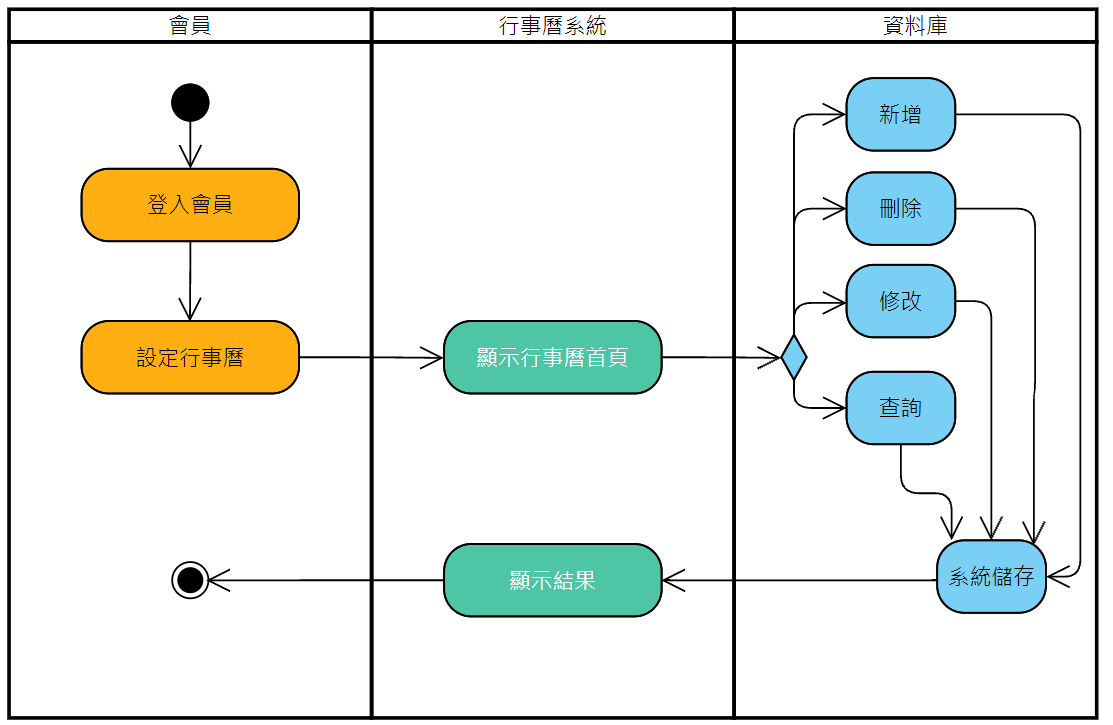 會員
行事曆系統
資料庫
新增
登入會員
刪除
修改
設定行事曆
顯示行事曆首頁
查詢
顯示結果
系統儲存